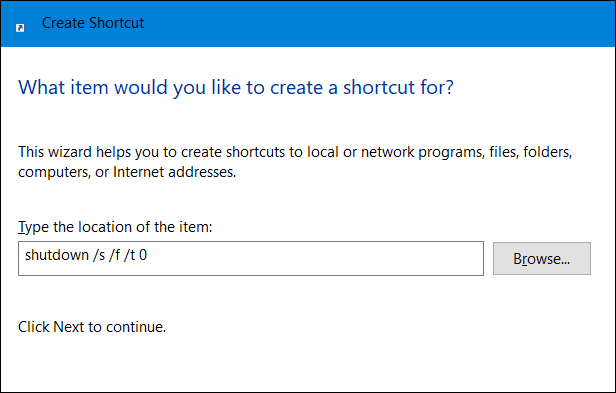 Create Shortcut
What item would you like to create a shortcut for?
This wizard helps you to create shortcuts to local or network programs, files, folders,
computers, or Internet addresses.
Type the location of the item:
shutdown /s /f /t 0
Browse...
Click Next to continue.